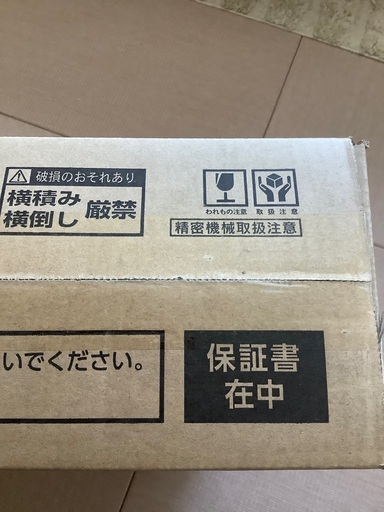 破損のおそれあり
横積み
横倒し
厳禁
われもの注意
取扱注意
精密機械取扱注意
いでください。
保証書
在中